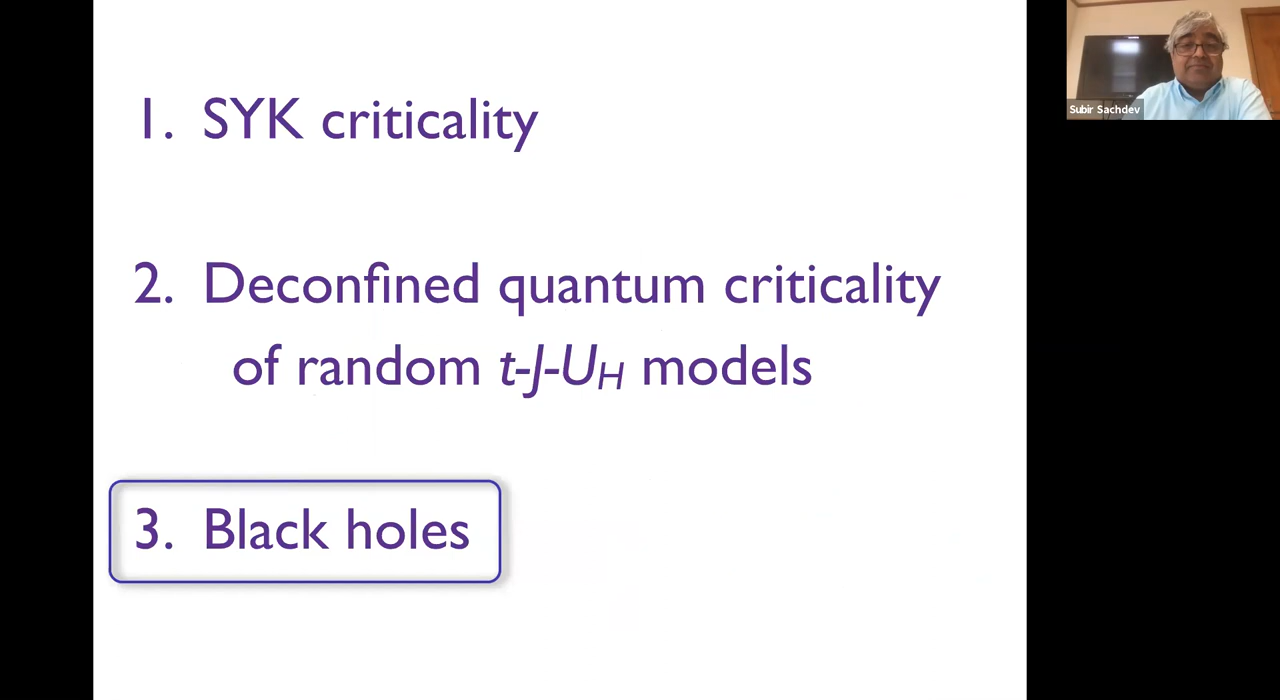 1. SYK criticality
2. Deconfined quantum criticality
of random t-J-U_H models
3. Black holes
Subir Sachdev